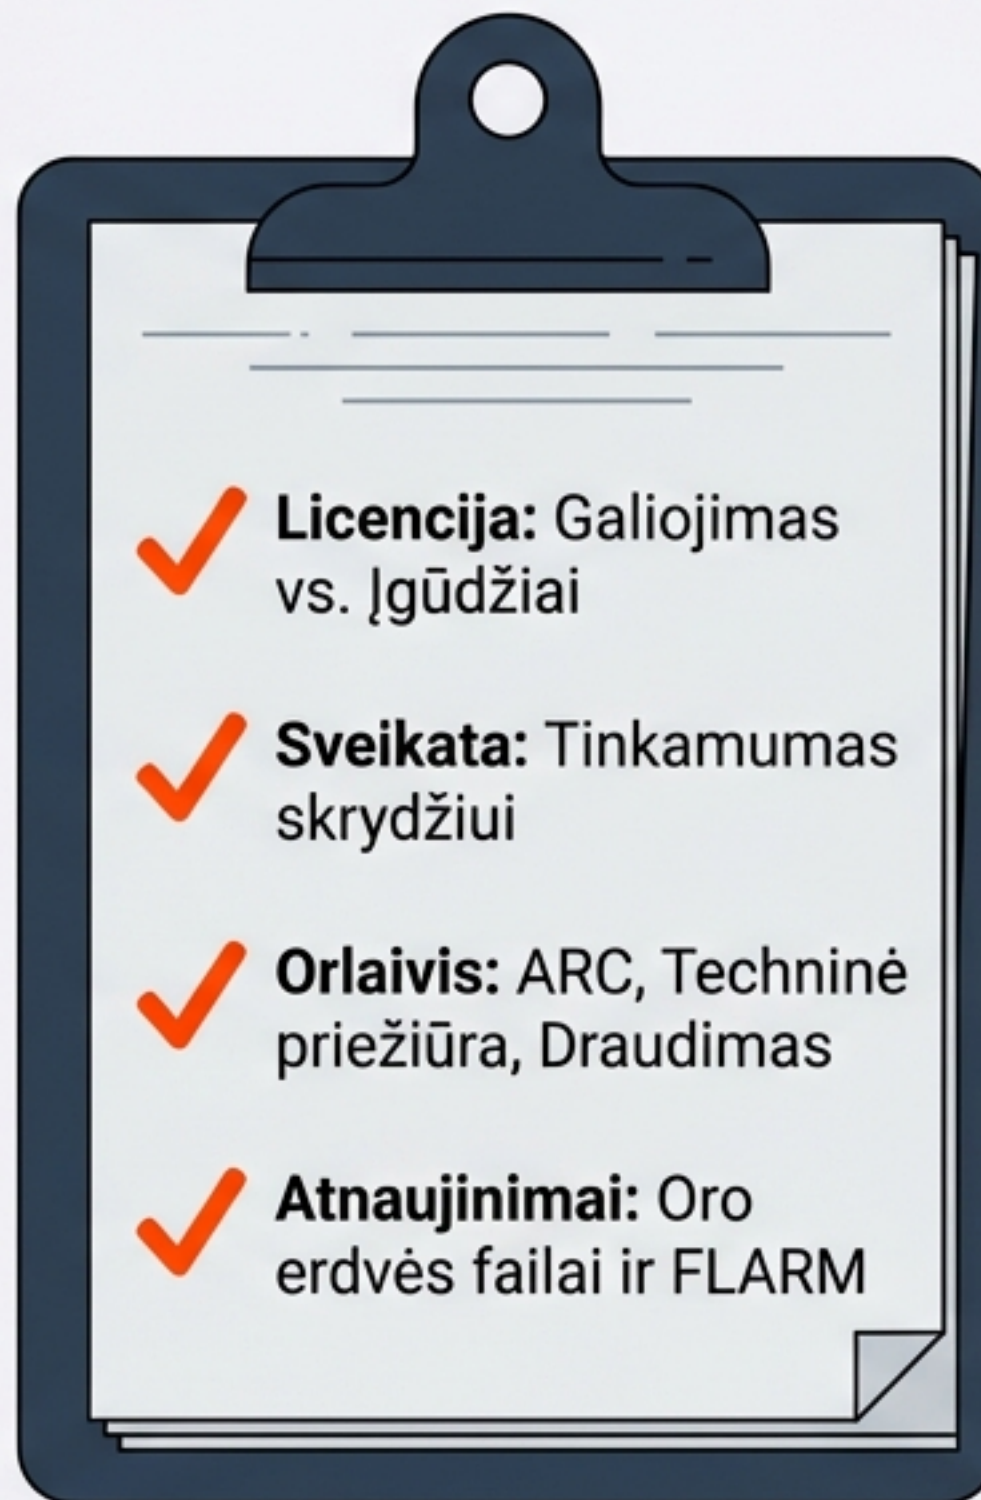 Licencija: Galiojimas
vs. Įgūdžiai
Sveikata: Tinkamumas
skrydžiui
Orlaivis: ARC, Techninė
priežiūra, Draudimas
Atnaujinimai: Oro
erdvės failai ir FLARM